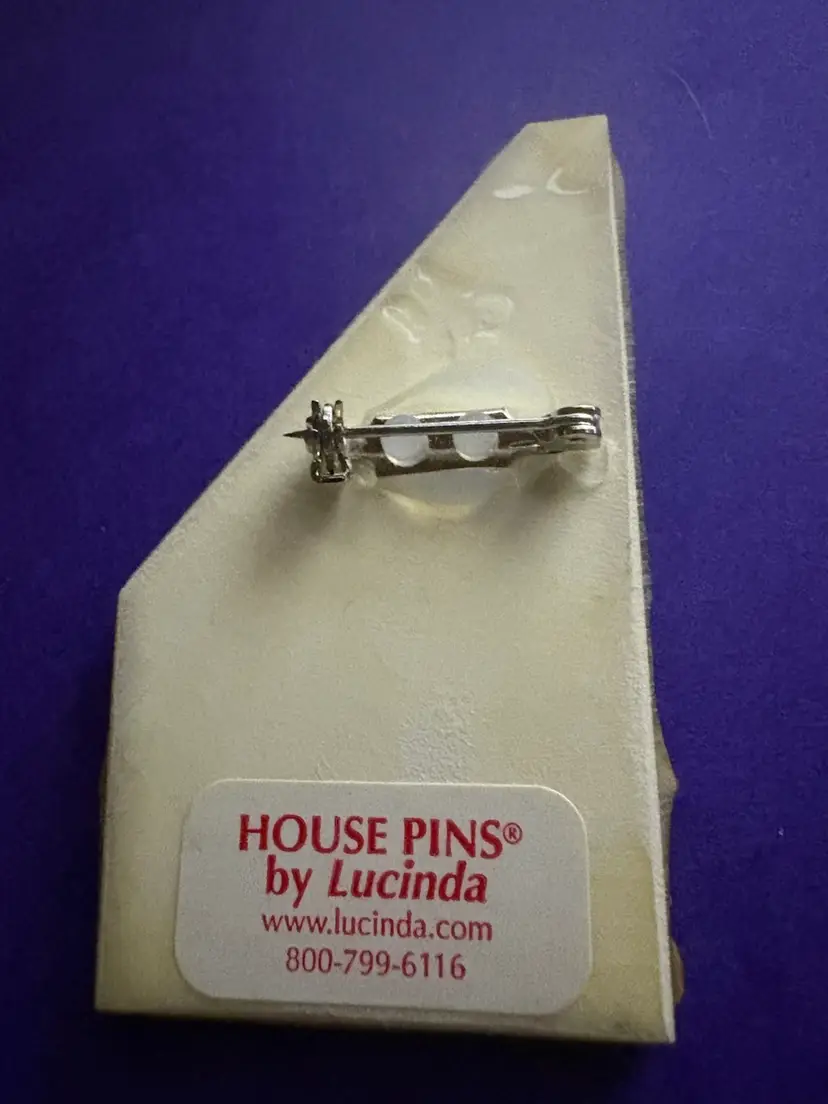 HOUSE PINS®
by Lucinda
www.lucinda.com
800-799-6116